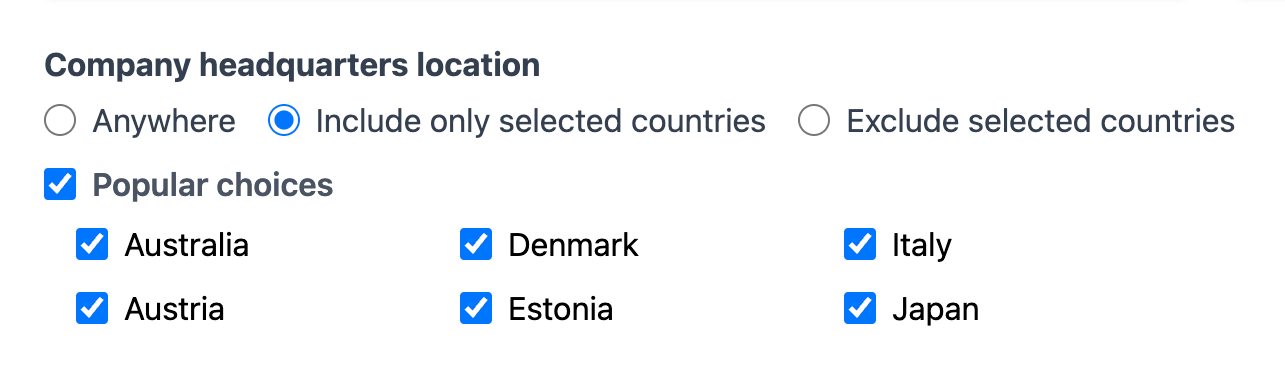 Company headquarters location
Anywhere Include only selected countries Exclude selected countries
Popular choices
Australia Denmark Italy
Austria Estonia Japan